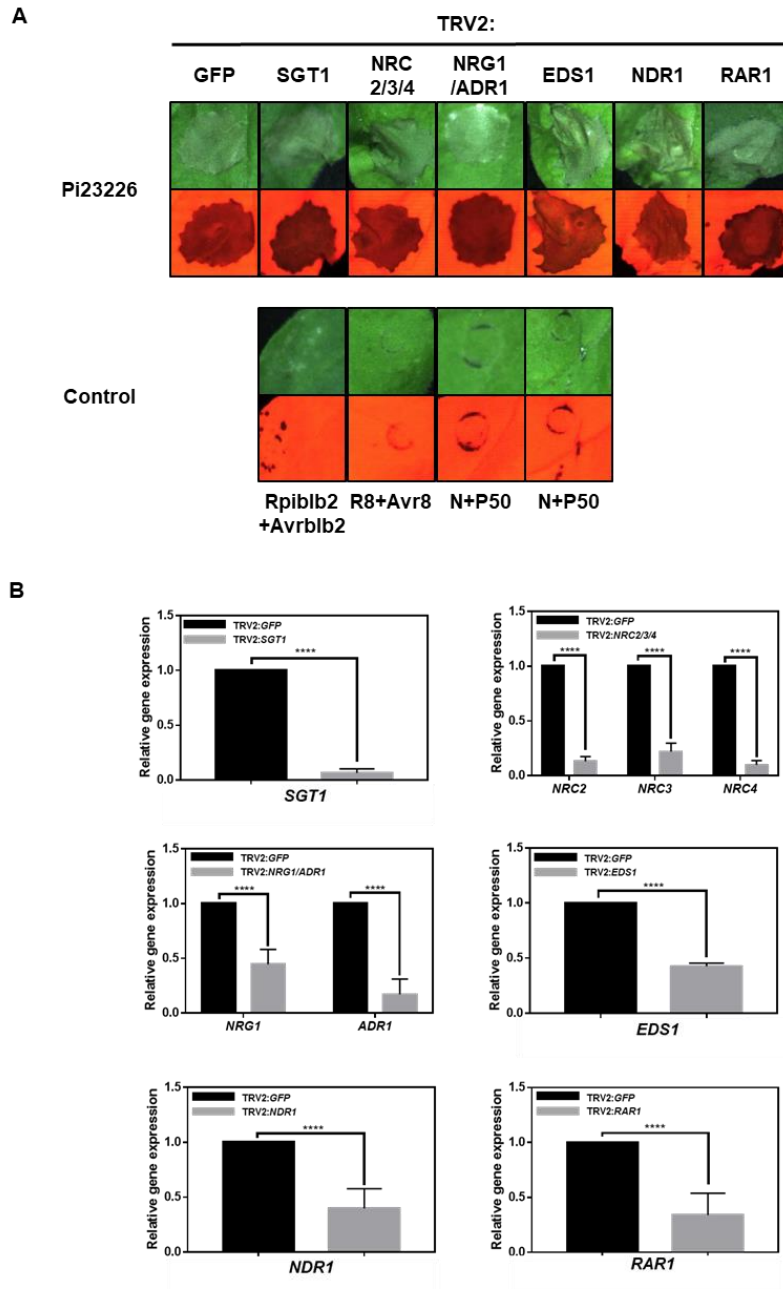 A
TRV2:
GFP SGT1 NRC 2/3/4 NRG1 /ADR1 EDS1 NDR1 RAR1
Pi23226
Control
Rpiblb2 +Avrblb2 R8+Avr8 N+P50 N+P50
B
1.5
1.0
0.5
0.0
Relative gene expression
TRV2:GFP
TRV2:SGT1
****
SGT1
1.5
1.0
0.5
0.0
Relative gene expression
TRV2:GFP
TRV2:NRC2/3/4
**** **** ****
NRC2 NRC3 NRC4
1.5
1.0
0.5
0.0
Relative gene expression
TRV2:GFP
TRV2:NRG1/ADR1
**** ****
NRG1 ADR1
1.5
1.0
0.5
0.0
Relative gene expression
TRV2:GFP
TRV2:EDS1
****
EDS1
1.5
1.0
0.5
0.0
Relative gene expression
TRV2:GFP
TRV2:NDR1
****
NDR1
1.5
1.0
0.5
0.0
Relative gene expression
TRV2:GFP
TRV2:RAR1
****
RAR1